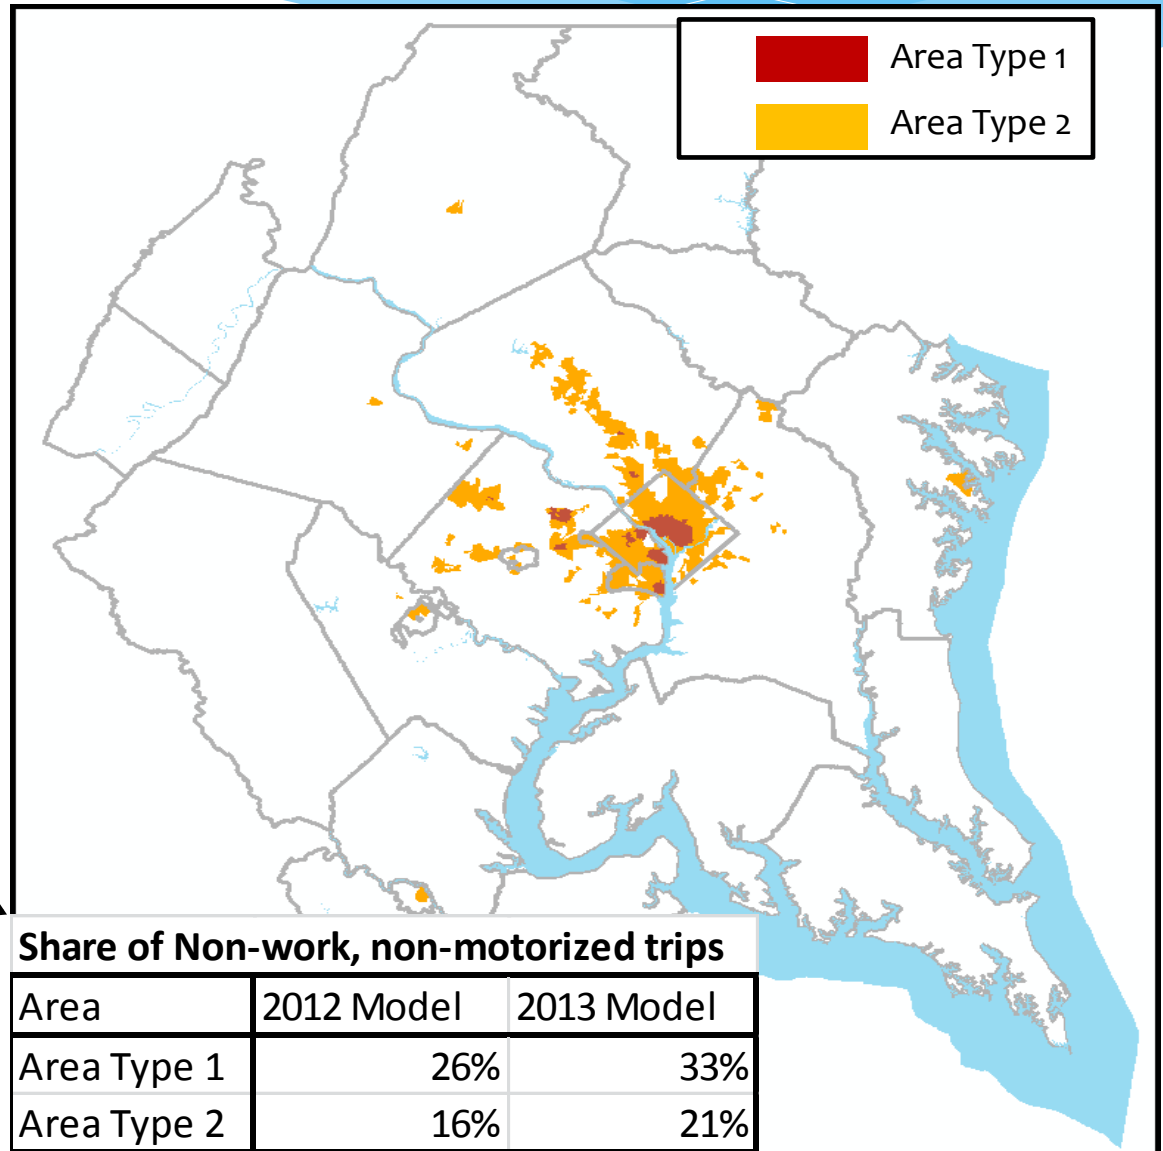 Area Type 1
Area Type 2
Share of Non-work, non-motorized trips
Area 2012 Model 2013 Model
Area Type 1 26% 33%
Area Type 2 16% 21%